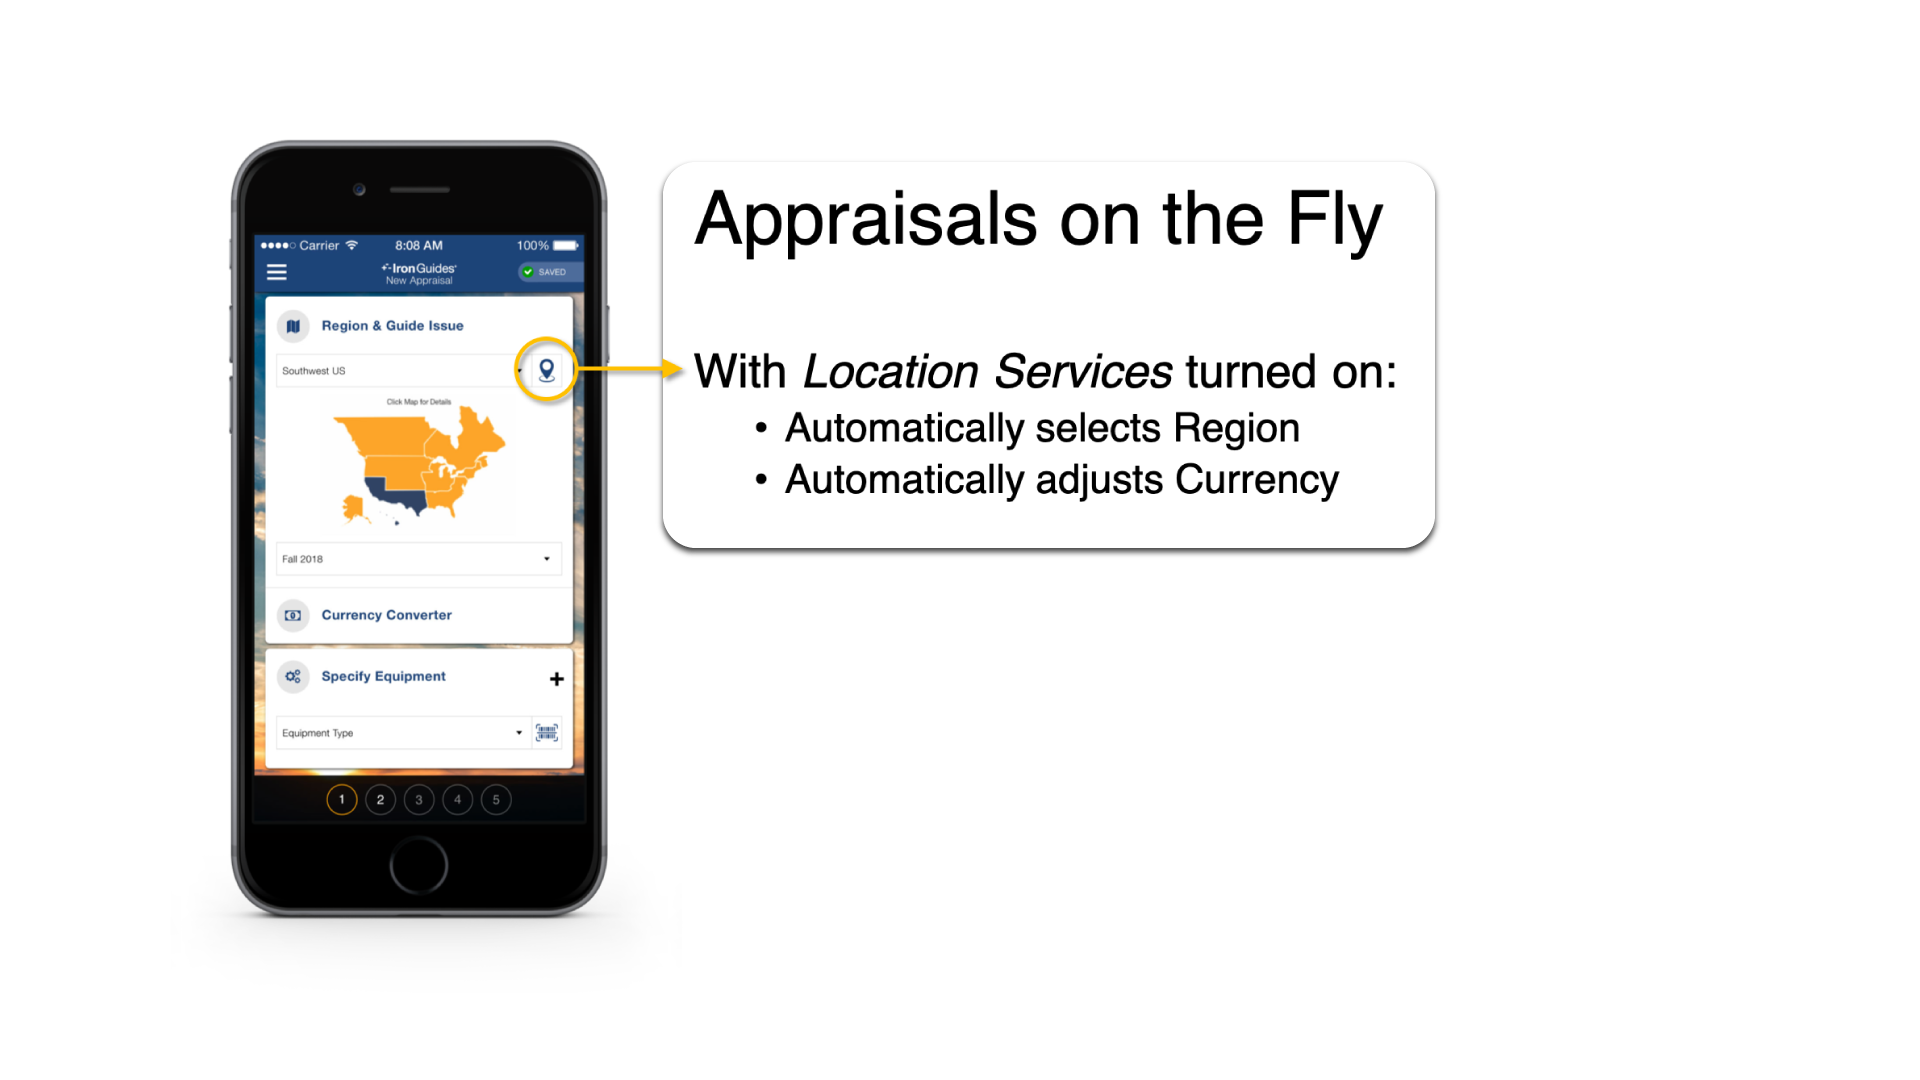 Carrier 8:08 AM 100%
IronGuides
New Appraisal
SAVED
Region & Guide Issue
Southwest US
Click Map for Details
Fall 2018
Currency Converter
Specify Equipment
Equipment Type
1 2 3 4 5
Appraisals on the Fly
With Location Services turned on:
• Automatically selects Region
• Automatically adjusts Currency